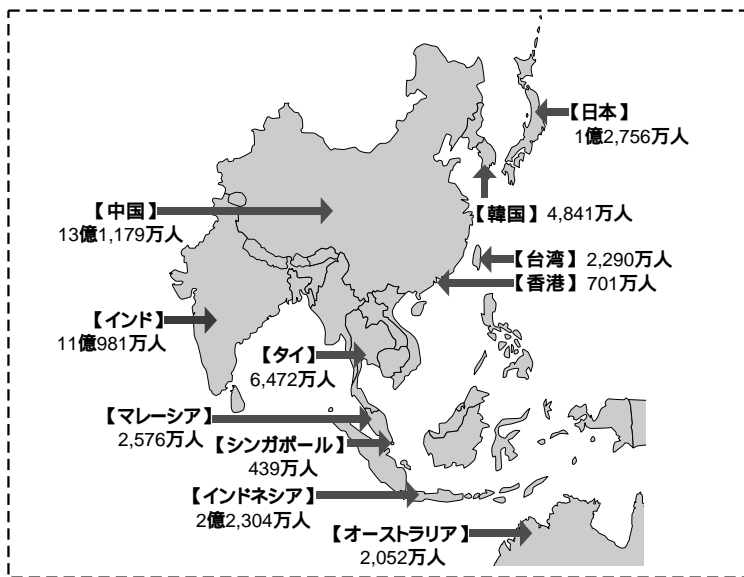 【日本】
1億2,756万人
【中国】
13億1,179万人
【韓国】 4,841万人
【台湾】 2,290万人
【香港】 701万人
【インド】
11億981万人
【タイ】
6,472万人
【マレーシア】
2,576万人
【シンガポール】
439万人
【インドネシア】
2億2,304万人
【オーストラリア】
2,052万人